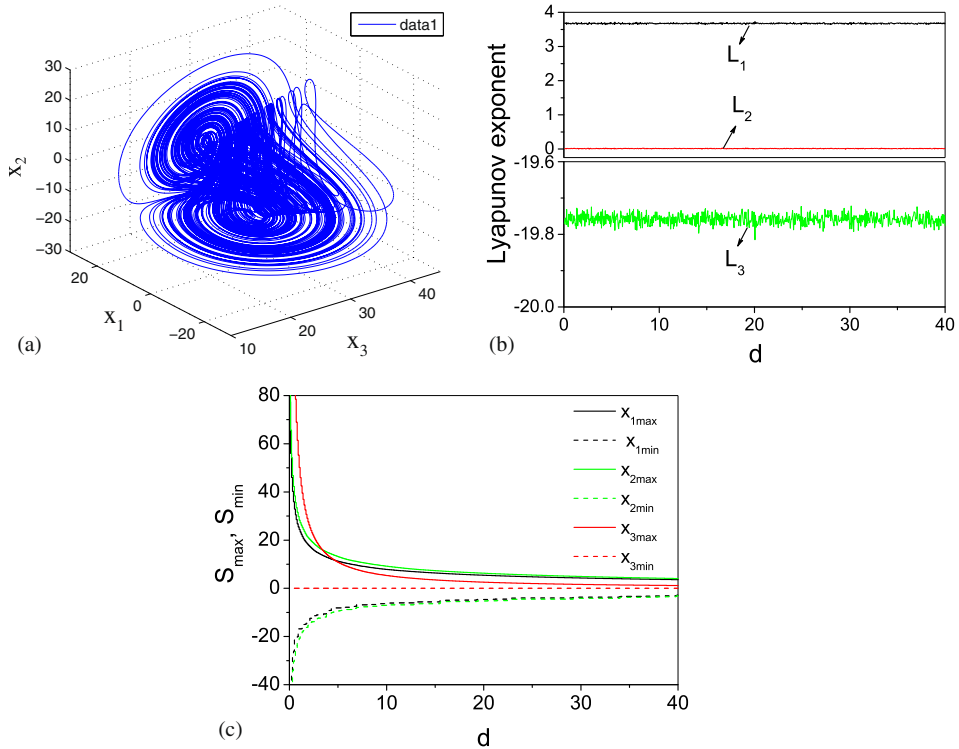 data1
30
20
10
0
−10
−20
−30
x2
20
0
−20
x1
10
20
30
40
x3
(a)
4
2
0
-19.6
-19.8
-20.0
Lyapunov exponent
L1
L2
L3
0 10 20 30 40
d
(b)
80
60
40
20
0
-20
-40
Smax, Smin
x1max
x1min
x2max
x2min
x3max
x3min
0 10 20 30 40
d
(c)